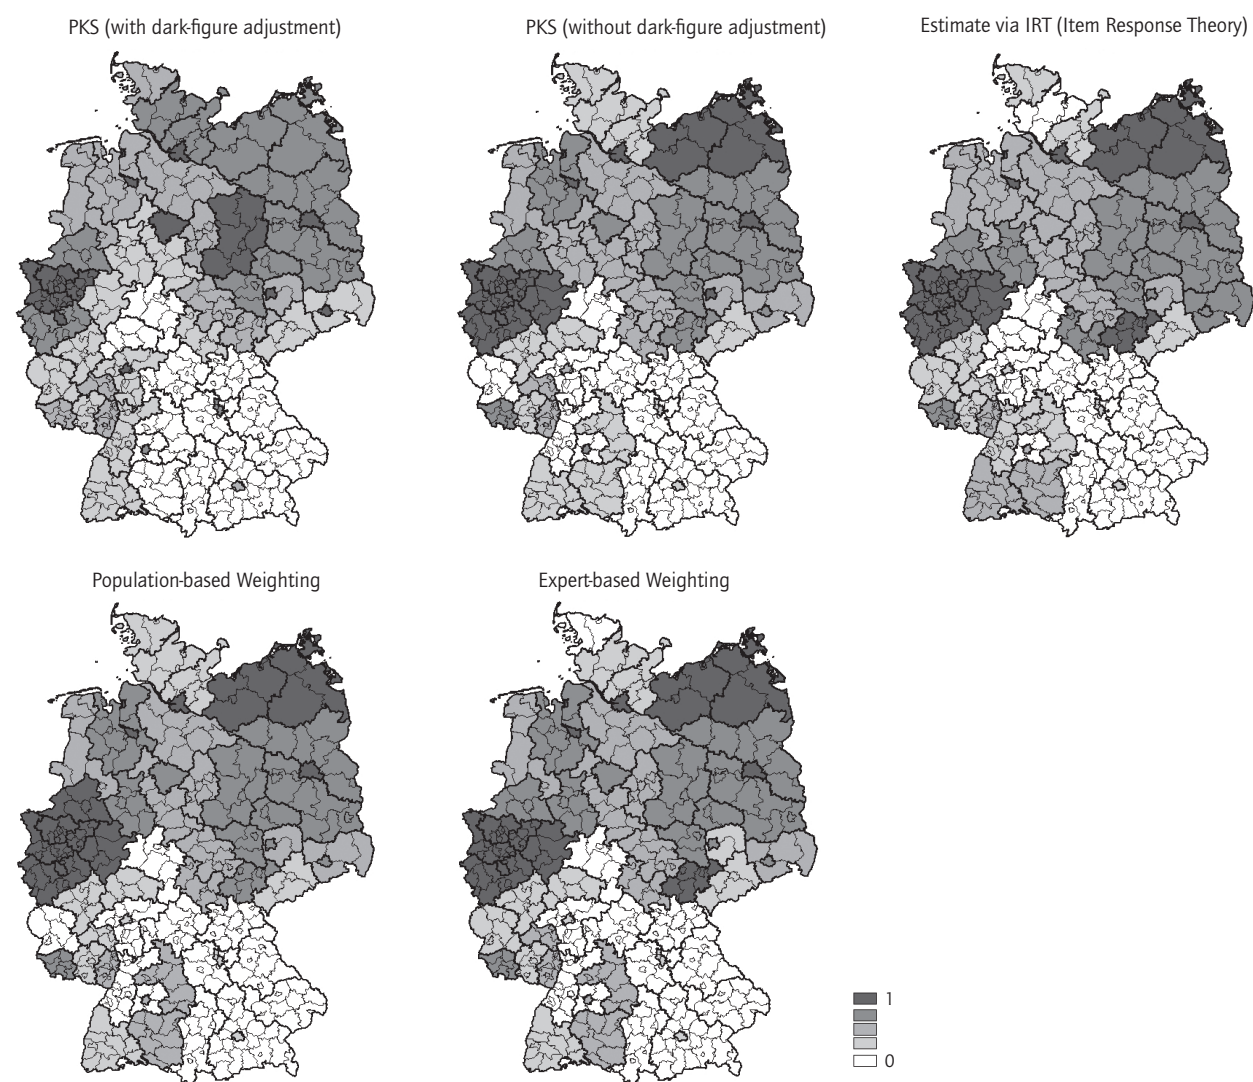 PKS (with dark-figure adjustment)
PKS (without dark-figure adjustment)
Estimate via IRT (Item Response Theory)
Population-based Weighting
Expert-based Weighting
1
0